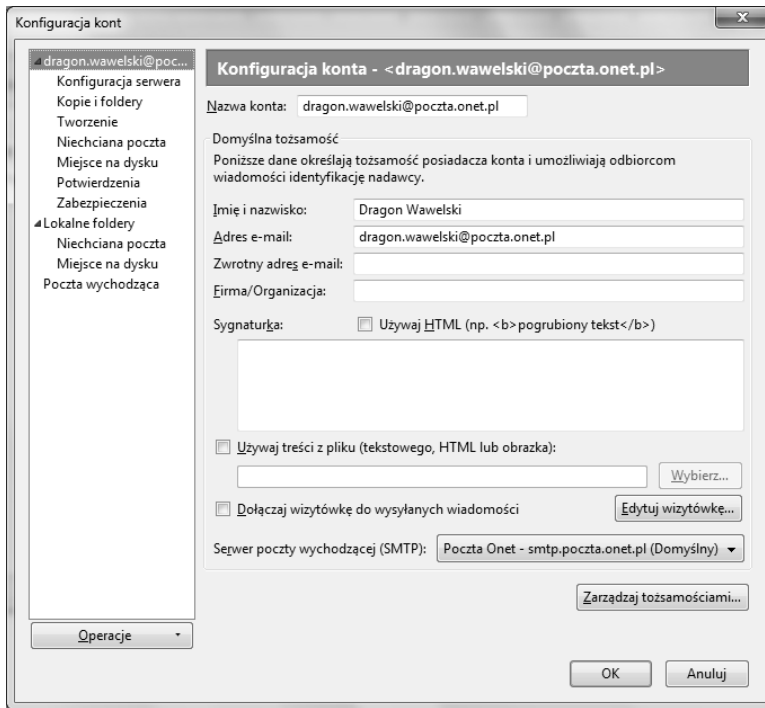 Konfiguracja kont
dragon.wawelski@poc...
Konfiguracja serwera
Kopie i foldery
Tworzenie
Niechciana poczta
Miejsce na dysku
Potwierdzenia
Zabezpieczenia
Lokalne foldery
Niechciana poczta
Miejsce na dysku
Poczta wychodząca
Operacje
Konfiguracja konta - <dragon.wawelski@poczta.onet.pl>
Nazwa konta: dragon.wawelski@poczta.onet.pl
Domyślna tożsamość
Poniższe dane określają tożsamość posiadacza konta i umożliwiają odbiorcom
wiadomości identyfikację nadawcy.
Imię i nazwisko: Dragon Wawelski
Adres e-mail: dragon.wawelski@poczta.onet.pl
Zwrotny adres e-mail:
Firma/Organizacja:
Sygnaturka: Używaj HTML (np. <b>pogrubiony tekst</b>)
Używaj treści z pliku (tekstowego, HTML lub obrazka):
Wybierz...
Dołączaj wizytówkę do wysyłanych wiadomości Edytuj wizytówkę...
Serwer poczty wychodzącej (SMTP): Poczta Onet - smtp.poczta.onet.pl (Domyślny)
Zarządzaj tożsamościami...
OK Anuluj